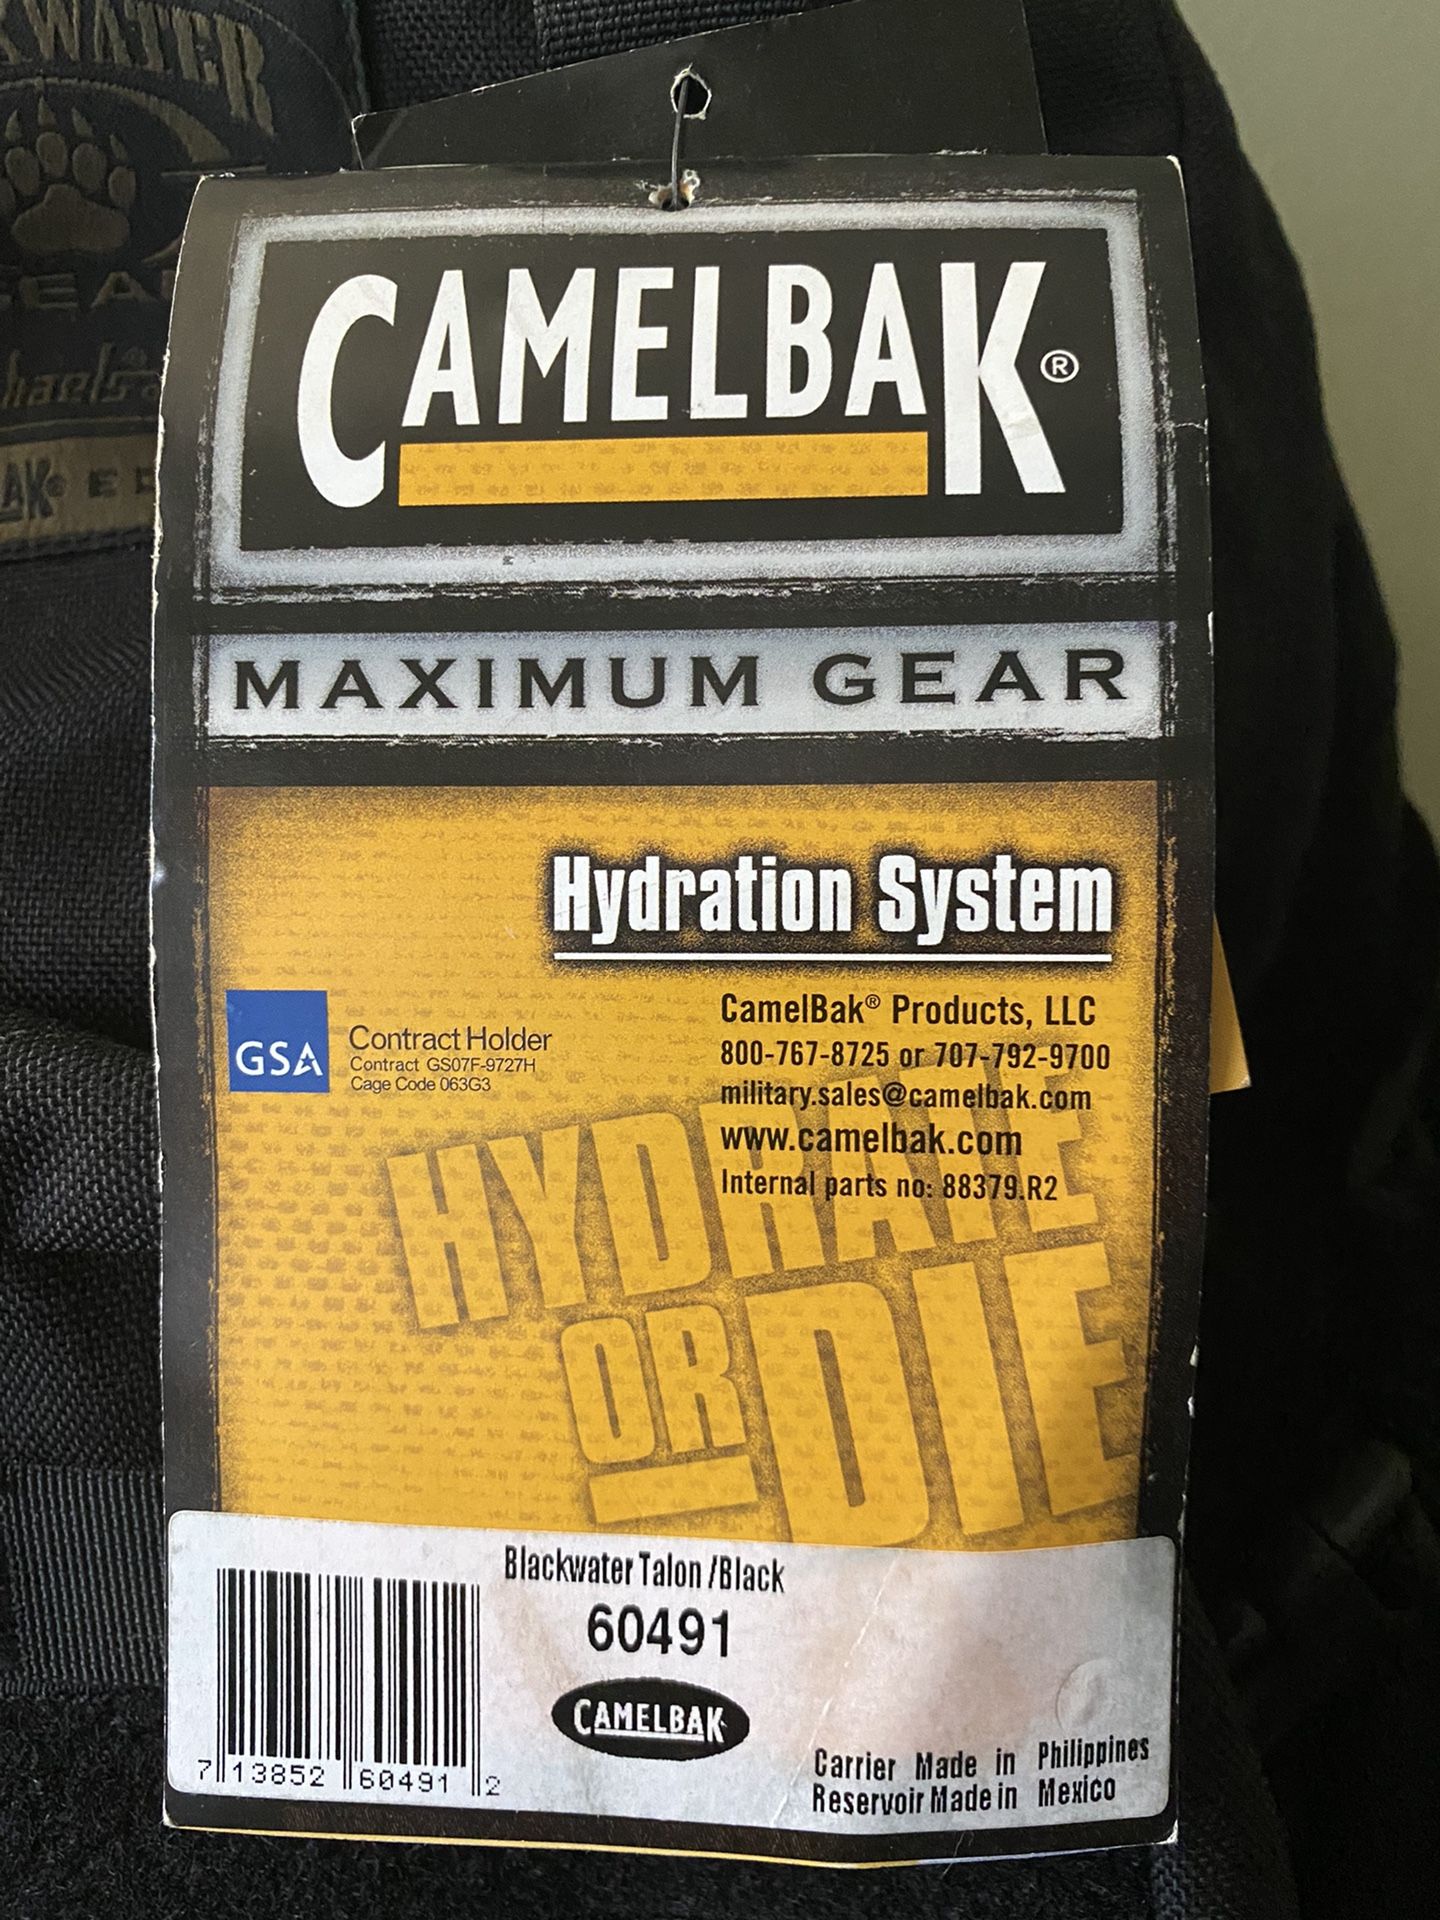 GEAR
CAMELBAK®
MAXIMUM GEAR
Hydration System
GSA
Contract Holder
Contract GS07F-9727H
Cage Code 063G3
CamelBak® Products, LLC
800-767-8725 or 707-792-9700
military.sales@camelbak.com
www.camelbak.com
Internal parts no: 88379.R2
HYDRATE
OR
DIE
Blackwater Talon /Black
60491
CAMELBAK
7 13852 60491 2
Carrier Made in Philippines
Reservoir Made in Mexico